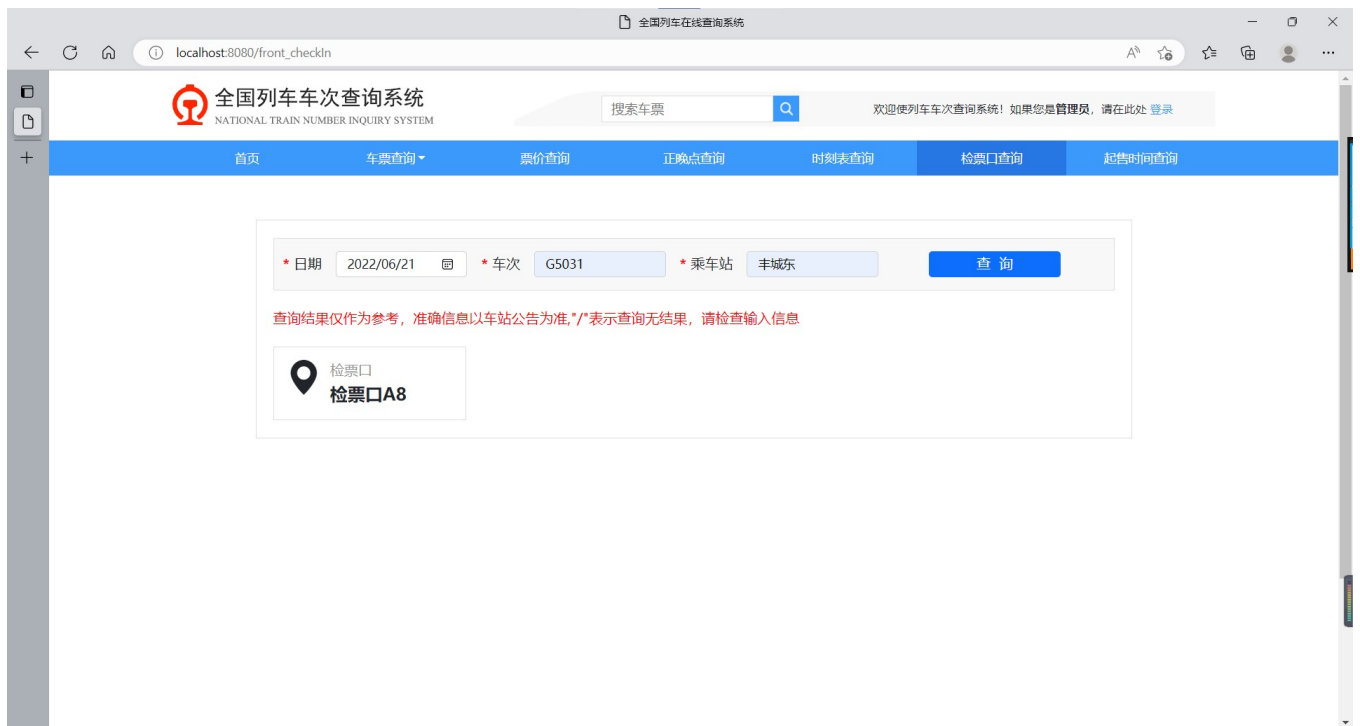 全国列车在线查询系统
localhost:8080/front_checkIn
全国列车车次查询系统
NATIONAL TRAIN NUMBER INQUIRY SYSTEM
搜索车票
欢迎使列车车次查询系统！如果您是管理员，请在此处 登录
首页 车票查询 票价查询 正晚点查询 时刻表查询 检票口查询 起售时间查询
* 日期 2022/06/21 * 车次 G5031 * 乘车站 丰城东 查 询
查询结果仅作为参考，准确信息以车站公告为准,"/"表示查询无结果，请检查输入信息
检票口
检票口A8